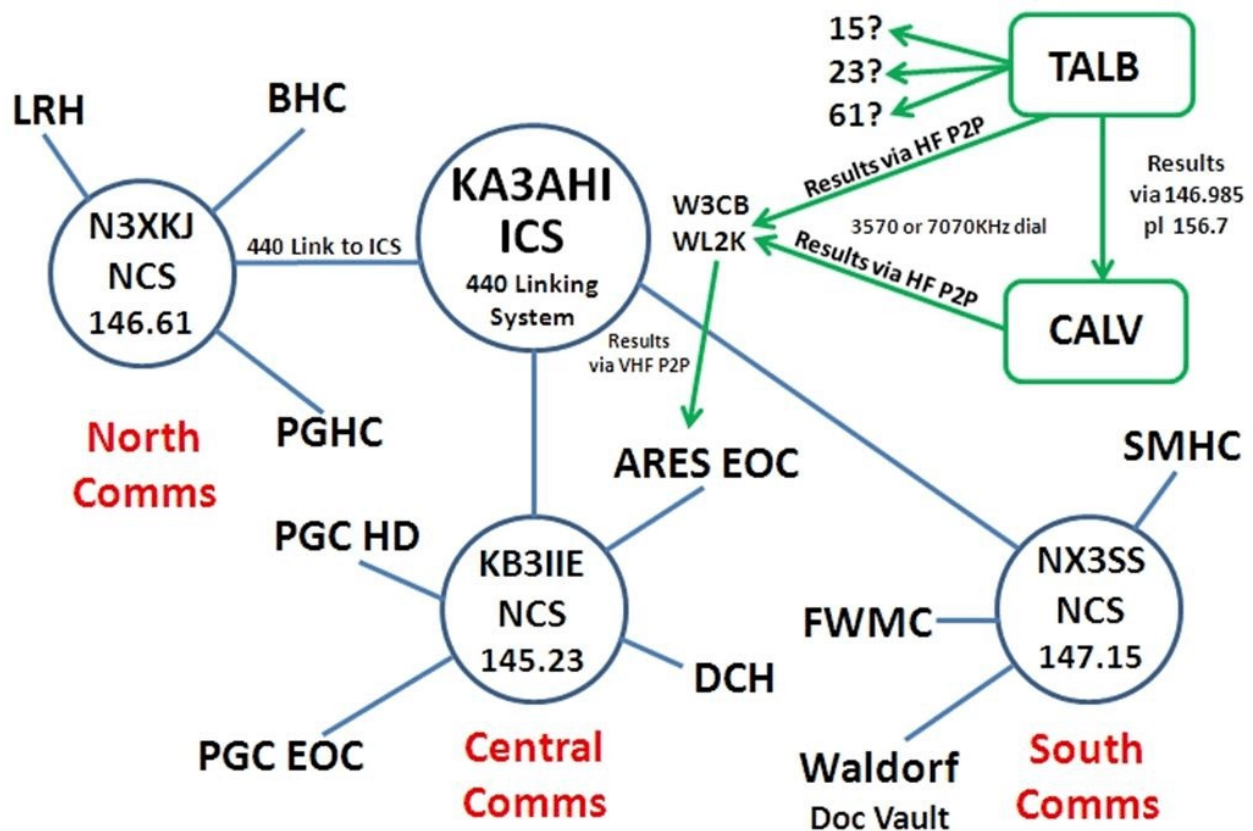 15?
23?
61?
TALB
LRH
BHC
KA3AHI
ICS
440 Linking
System
N3XKJ
NCS
146.61
440 Link to ICS
Results via HF P2P
W3CB
WL2K
3570 or 7070KHz dial
Results
via 146.985
pl 156.7
Results via HF P2P
CALV
Results
via VHF P2P
PGHC
North
Comms
ARES EOC
SMHC
PGC HD
KB3IIE
NCS
145.23
NX3SS
NCS
147.15
FWMC
DCH
PGC EOC
Central
Comms
Waldorf
Doc Vault
South
Comms